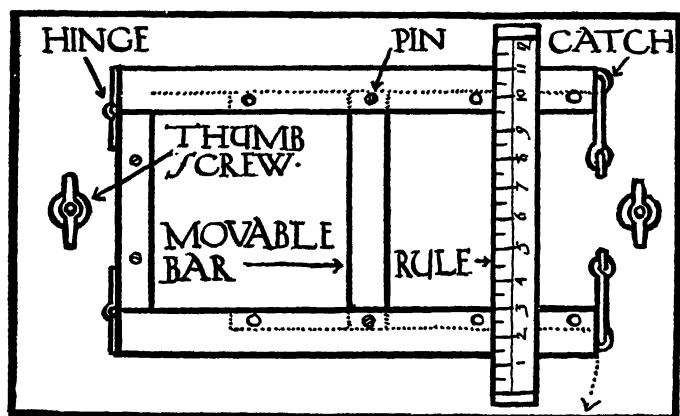 HINGE
PIN
CATCH
THUMB
SCREW.
MOVABLE
BAR
RULE
12
11
10
9
8
7
6
5
4
3
2
1